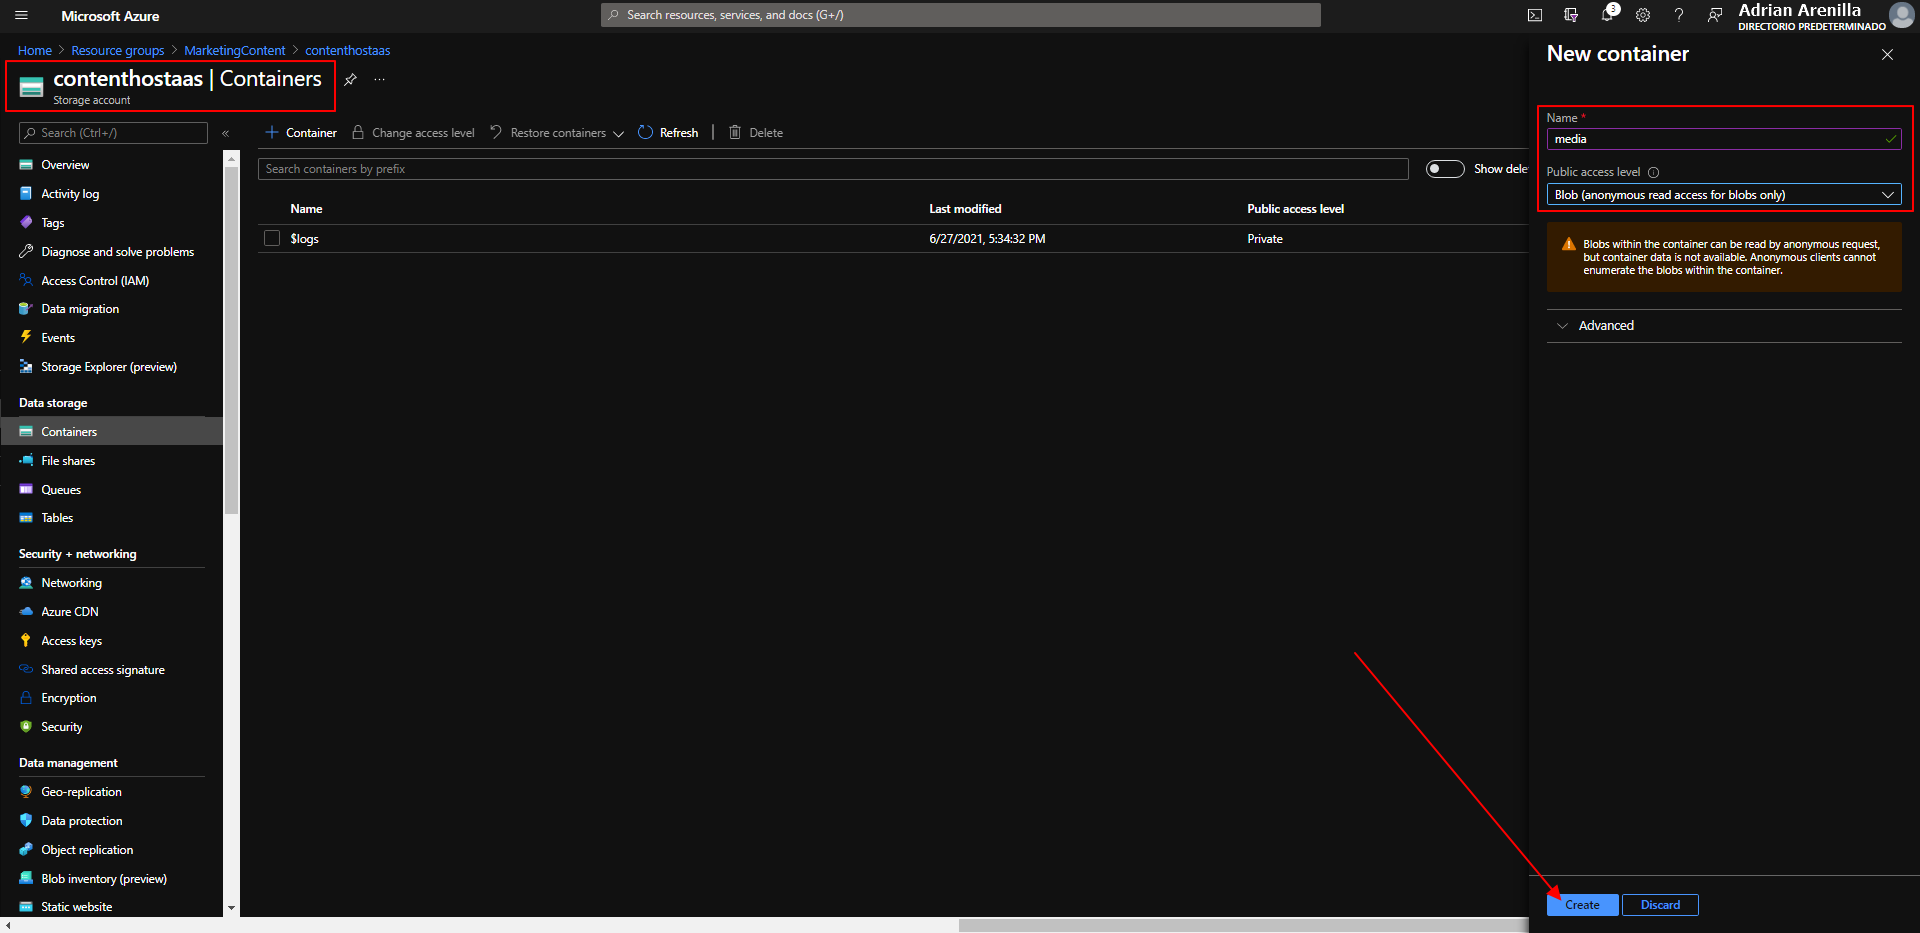 Microsoft Azure
Search resources, services, and docs (G+/)
3
Adrian Arenilla
DIRECTORIO PREDETERMINADO
Home > Resource groups > MarketingContent > contenthostaas
contenthostaas | Containers
Storage account
Search (Ctrl+/)
Overview
Activity log
Tags
Diagnose and solve problems
Access Control (IAM)
Data migration
Events
Storage Explorer (preview)
Data storage
Containers
File shares
Queues
Tables
Security + networking
Networking
Azure CDN
Access keys
Shared access signature
Encryption
Security
Data management
Geo-replication
Data protection
Object replication
Blob inventory (preview)
Static website
Container
Change access level
Restore containers
Refresh
Delete
Search containers by prefix
Show dele
Name Last modified Public access level
$logs 6/27/2021, 5:34:32 PM Private
New container
Name *
media
Public access level
Blob (anonymous read access for blobs only)
Blobs within the container can be read by anonymous request,
but container data is not available. Anonymous clients cannot
enumerate the blobs within the container.
Advanced
Create
Discard